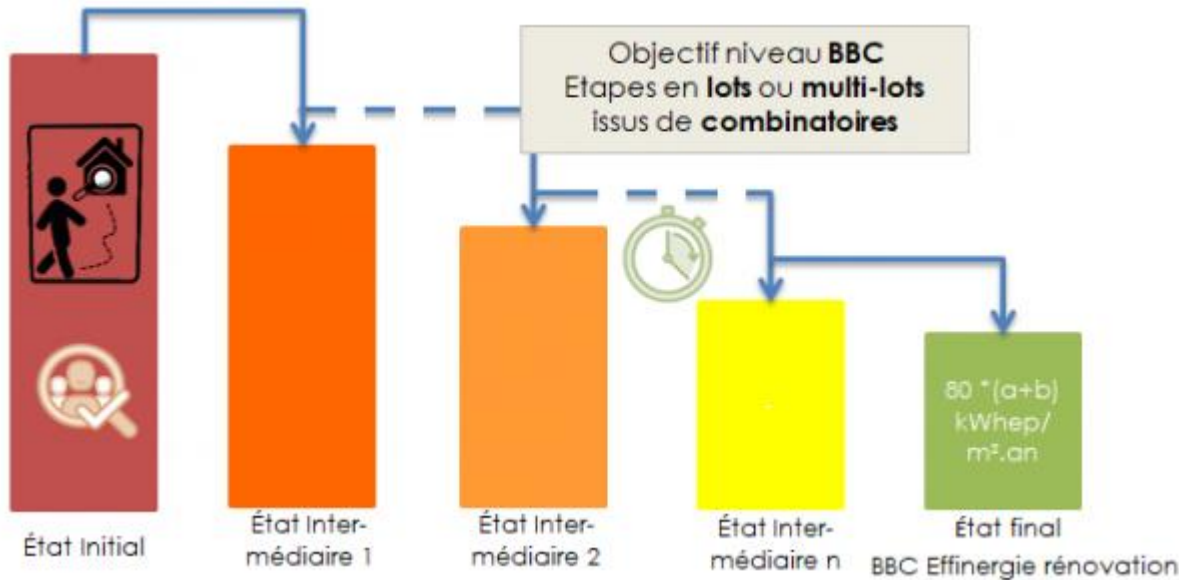 Objectif niveau BBC
Etapes en lots ou multi-lots
issus de combinatoires
80 *(a+b)
kWhep/
m².an
État Initial
État Inter-
médiaire 1
État Inter-
médiaire 2
État Inter-
médiaire n
État final
BBC Effinergie rénovation